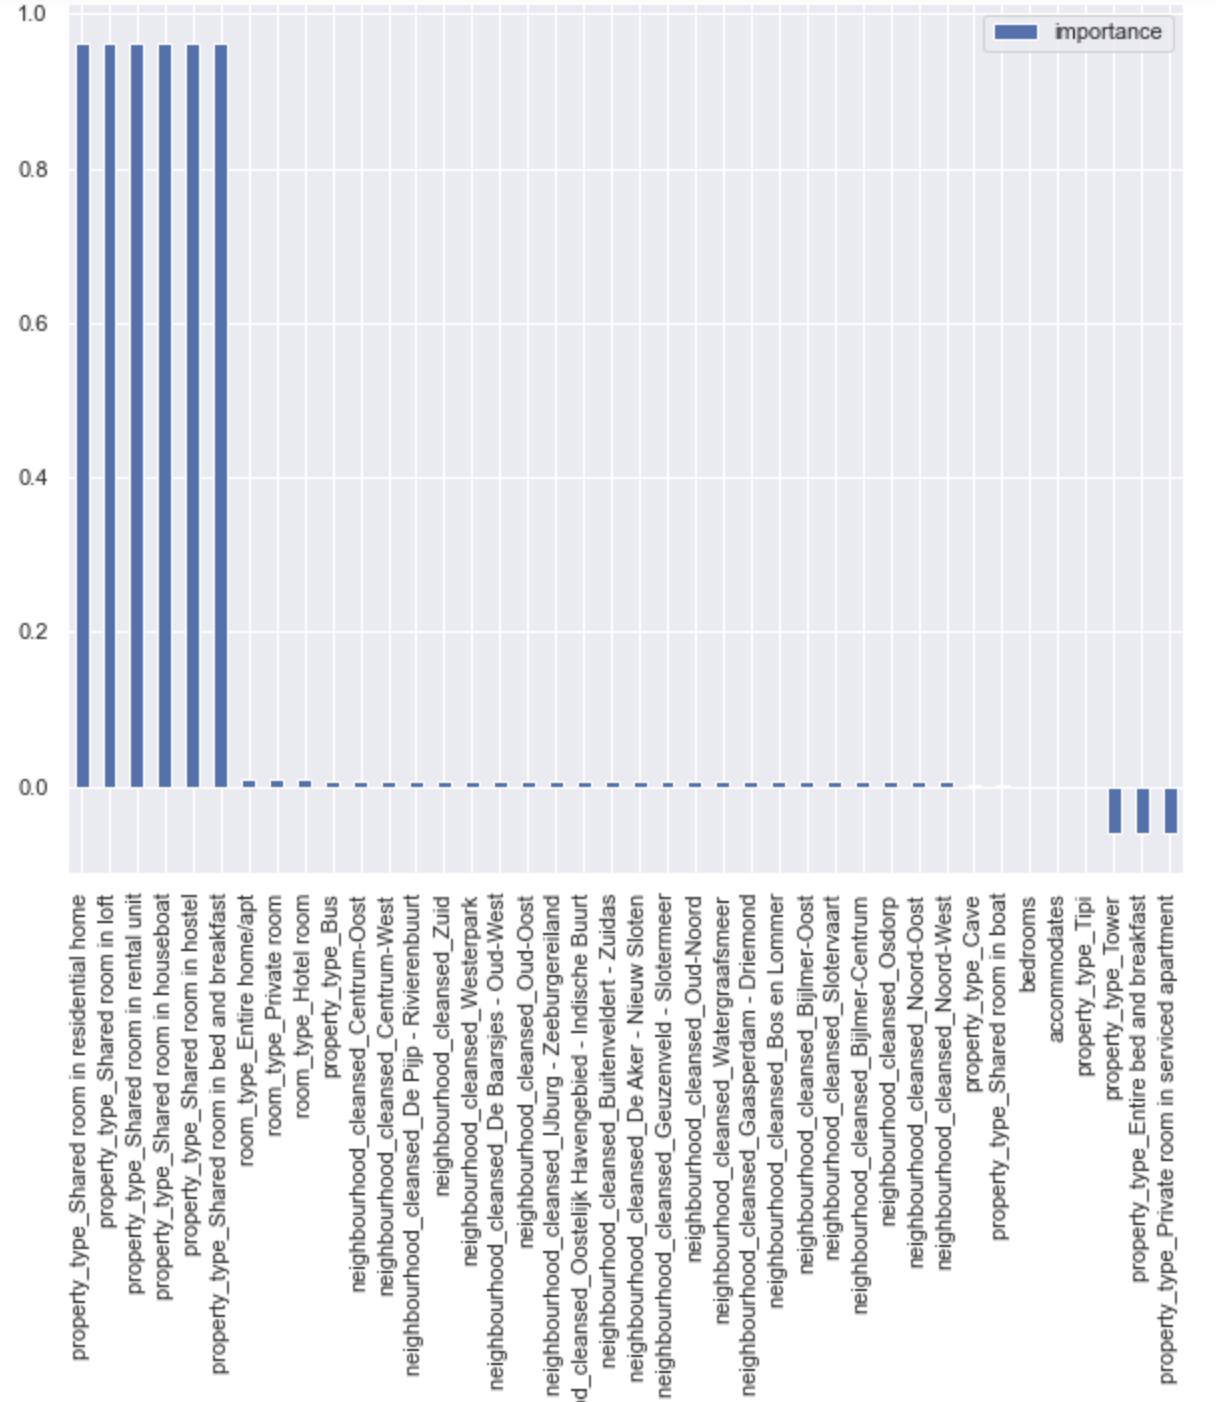 1.0
importance
0.8
0.6
0.4
0.2
0.0
property_type_Shared room in residential home
property_type_Shared room in loft
property_type_Shared room in rental unit
property_type_Shared room in houseboat
property_type_Shared room in hostel
property_type_Shared room in bed and breakfast
room_type_Entire home/apt
room_type_Private room
room_type_Hotel room
property_type_Bus
neighbourhood_cleansed_Centrum-Oost
neighbourhood_cleansed_Centrum-West
neighbourhood_cleansed_De Pijp - Rivierenbuurt
neighbourhood_cleansed_Zuid
neighbourhood_cleansed_Westerpark
neighbourhood_cleansed_De Baarsjes - Oud-West
neighbourhood_cleansed_Oud-Oost
neighbourhood_cleansed_IJburg - Zeeburgereiland
od_cleansed_Oostelijk Havengebied - Indische Buurt
neighbourhood_cleansed_Buitenveldert - Zuidas
neighbourhood_cleansed_De Aker - Nieuw Sloten
neighbourhood_cleansed_Geuzenveld - Slotermeer
neighbourhood_cleansed_Oud-Noord
neighbourhood_cleansed_Watergraafsmeer
neighbourhood_cleansed_Gaasperdam - Driemond
neighbourhood_cleansed_Bos en Lommer
neighbourhood_cleansed_Bijlmer-Oost
neighbourhood_cleansed_Slotervaart
neighbourhood_cleansed_Bijlmer-Centrum
neighbourhood_cleansed_Osdorp
neighbourhood_cleansed_Noord-Oost
neighbourhood_cleansed_Noord-West
property_type_Cave
property_type_Shared room in boat
bedrooms
accommodates
property_type_Tipi
property_type_Tower
property_type_Entire bed and breakfast
property_type_Private room in serviced apartment